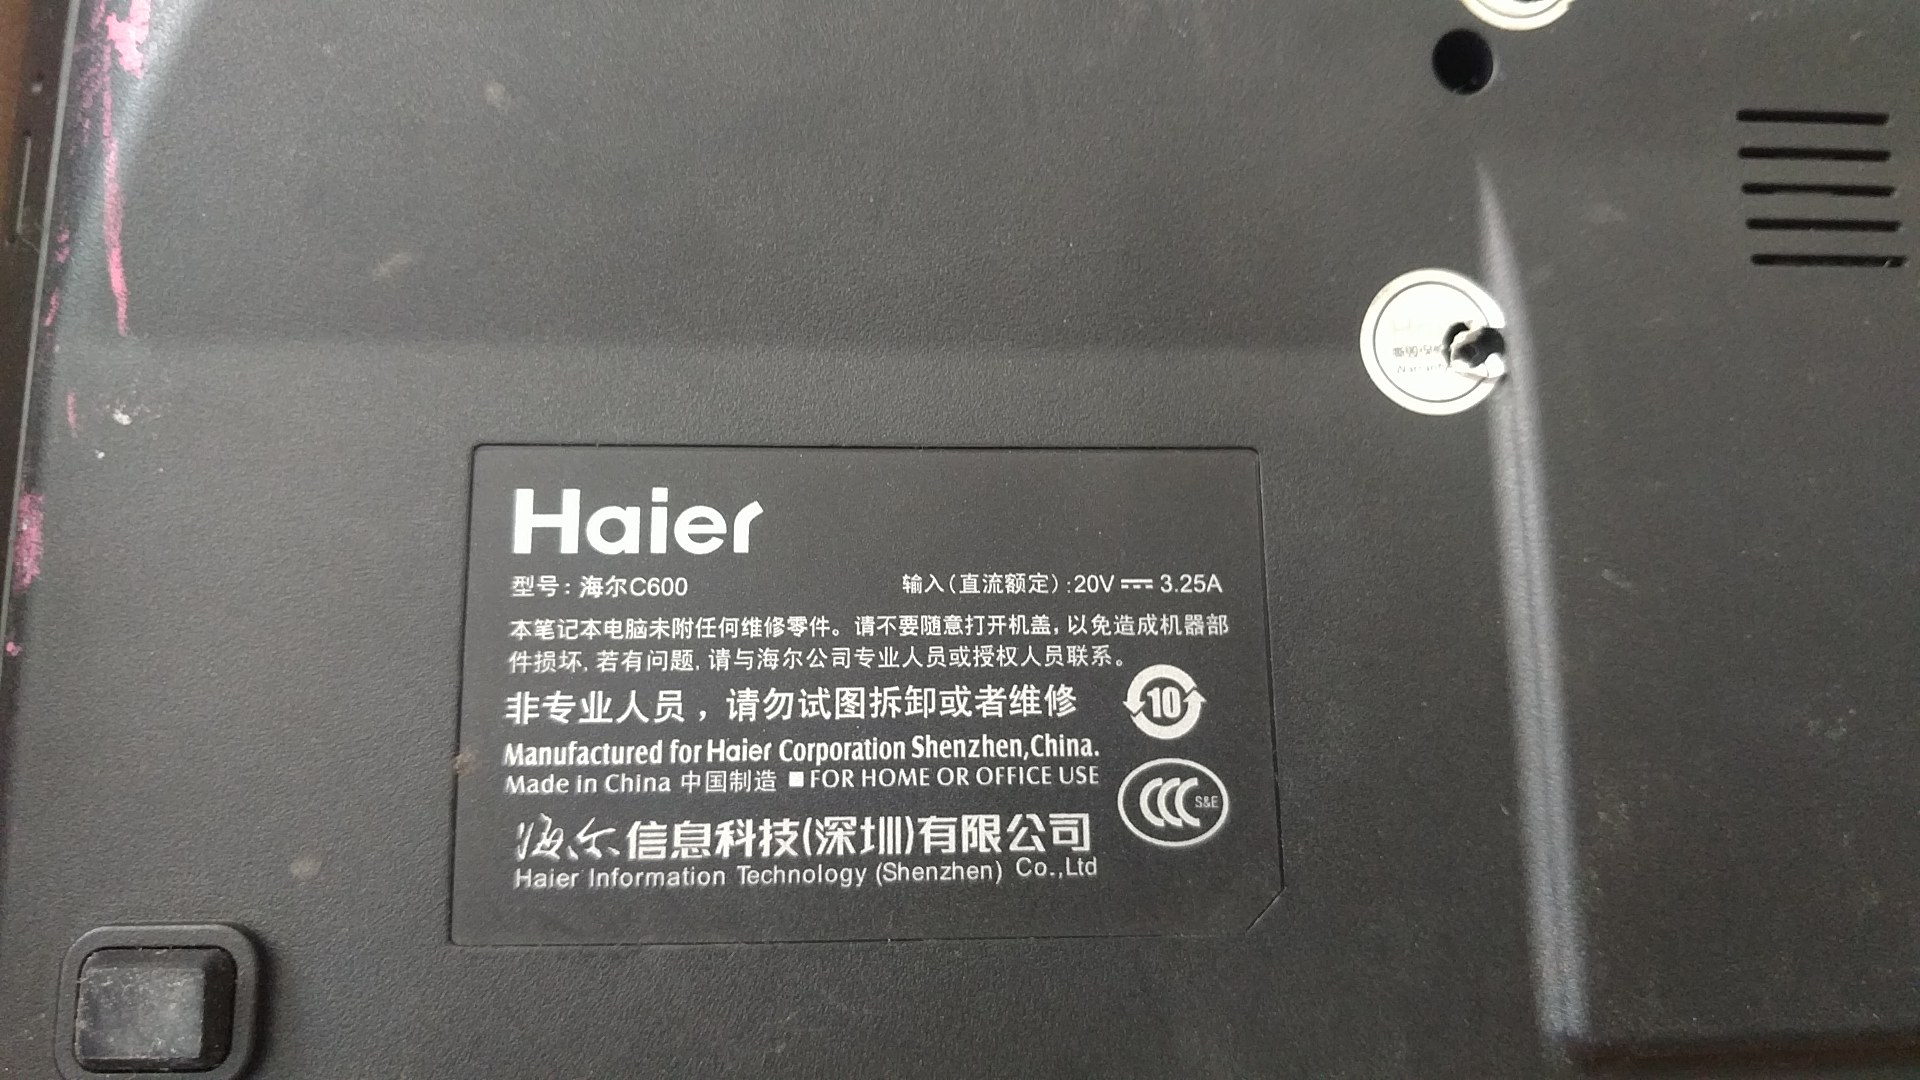 Haier
型号: 海尔C600 输入(直流额定):20V 3.25A
本笔记本电脑未附任何维修零件。请不要随意打开机盖, 以免造成机器部
件损坏, 若有问题, 请与海尔公司专业人员或授权人员联系。
非专业人员，请勿试图拆卸或者维修
10
Manufactured for Haier Corporation Shenzhen,China.
Made in China 中国制造 ■FOR HOME OR OFFICE USE
CCC S&E
海尔信息科技(深圳)有限公司
Haier Information Technology (Shenzhen) Co.,Ltd